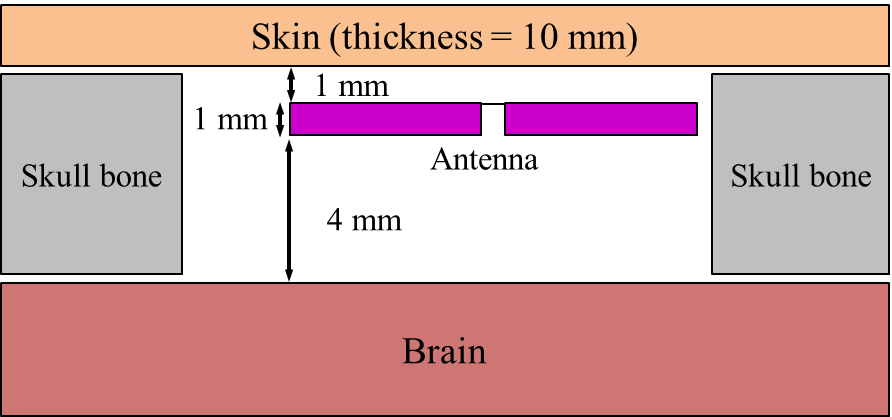 Skin (thickness = 10 mm)
1 mm
1 mm
Antenna
Skull bone
Skull bone
4 mm
Brain